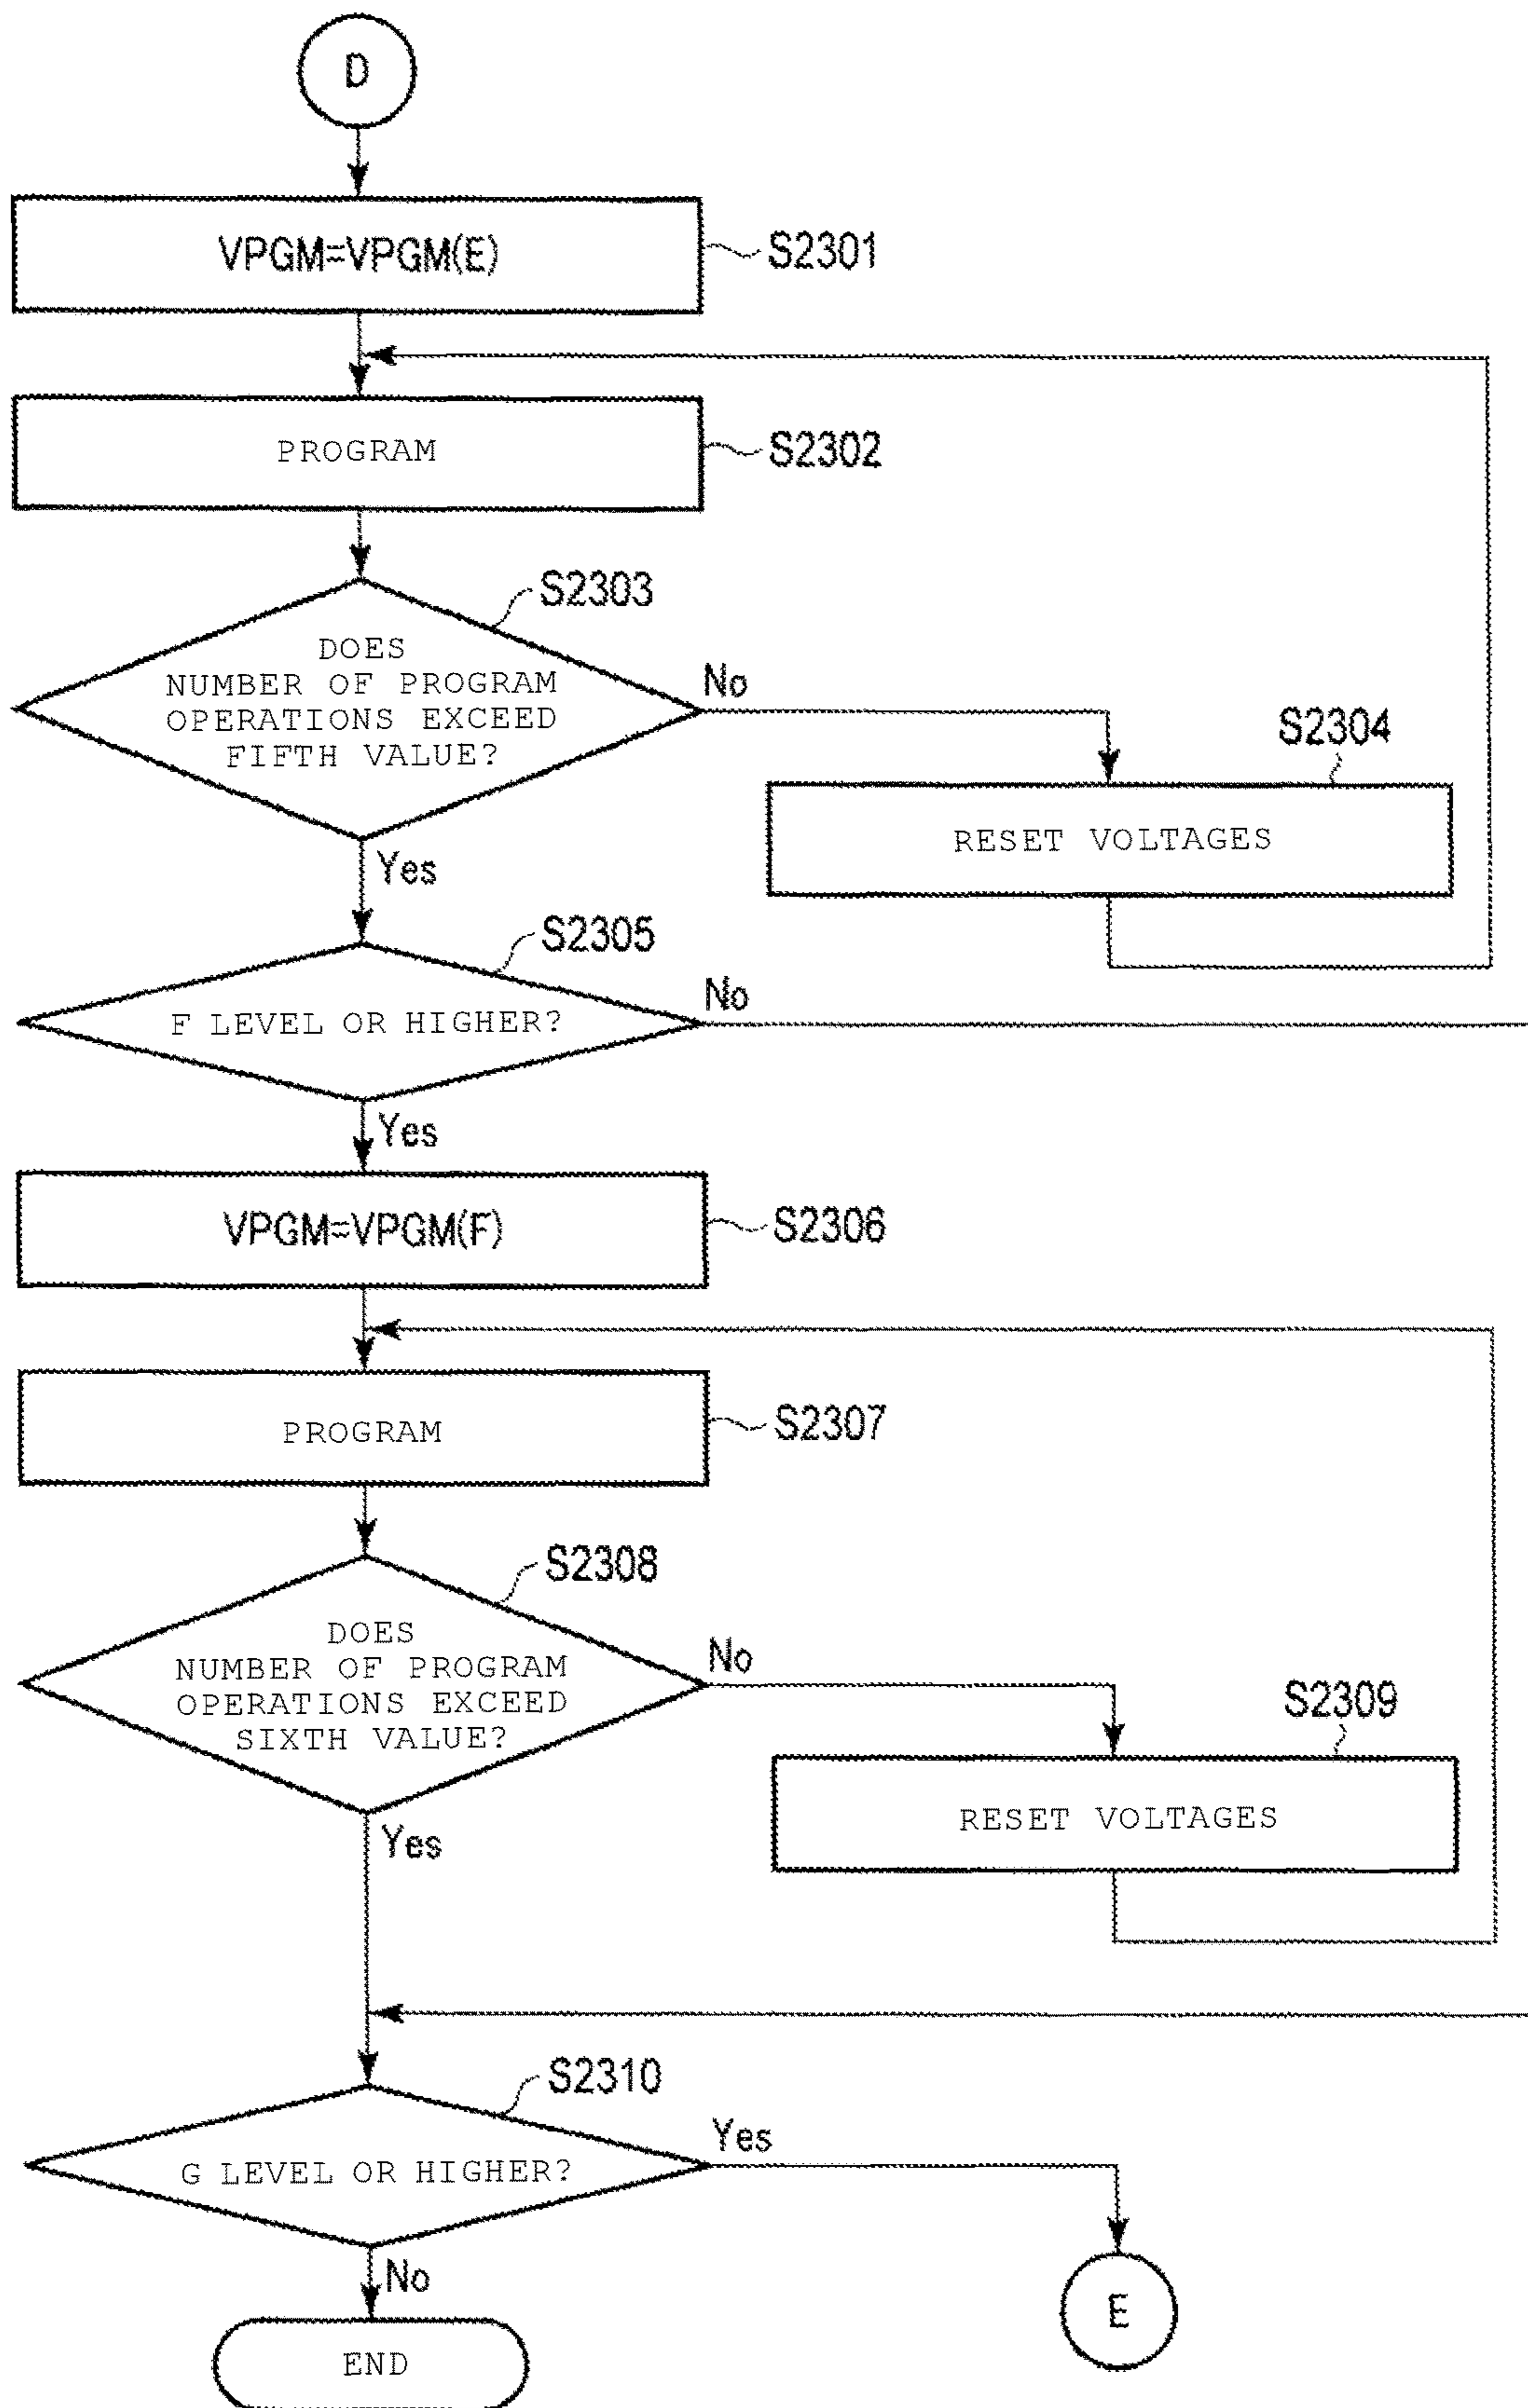 D
VPGM=VPGM(E)
S2301
PROGRAM
S2302
S2303
DOES
NUMBER OF PROGRAM
OPERATIONS EXCEED
FIFTH VALUE?
No
S2304
RESET VOLTAGES
Yes
S2305
F LEVEL OR HIGHER?
No
Yes
VPGM=VPGM(F)
S2306
PROGRAM
S2307
S2308
DOES
NUMBER OF PROGRAM
OPERATIONS EXCEED
SIXTH VALUE?
No
S2309
RESET VOLTAGES
Yes
S2310
G LEVEL OR HIGHER?
Yes
No
E
END